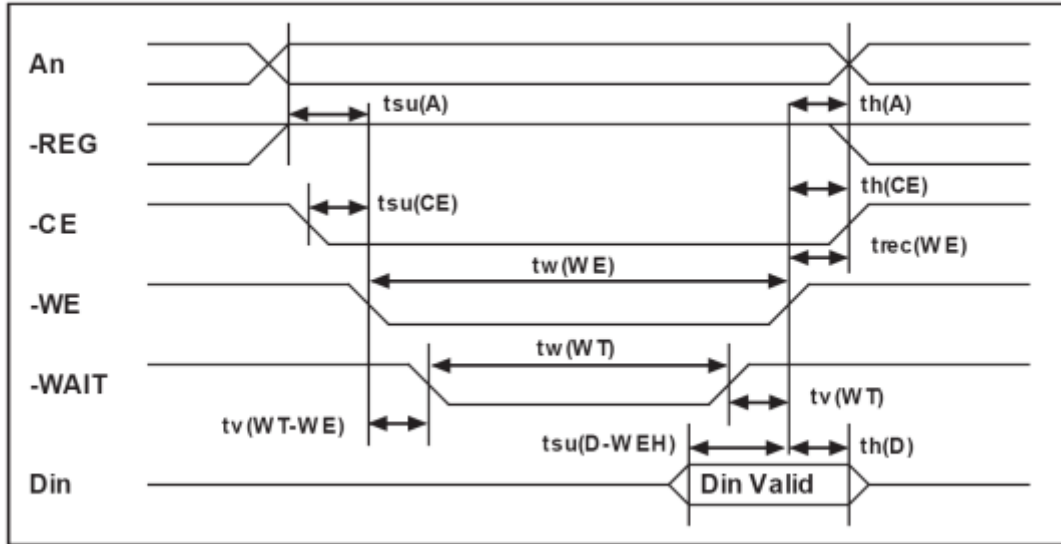 An
tsu(A)
th(A)
-REG
th(CE)
tsu(CE)
-CE
trec(WE)
tw(WE)
-WE
tw(WT)
-WAIT
tv(WT)
tv(WT-WE)
tsu(D-WEH)
th(D)
Din
Din Valid